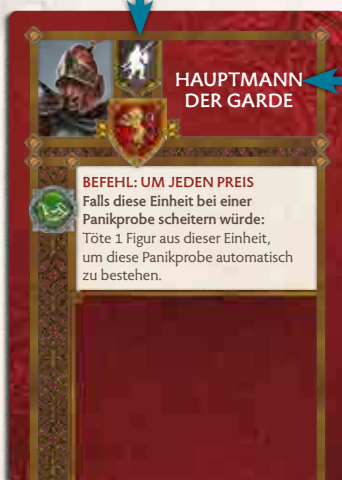 HAUPTMANN
DER GARDE
BEFEHL: UM JEDEN PREIS
Falls diese Einheit bei einer
Panikprobe scheitern würde:
Töte 1 Figur aus dieser Einheit,
um diese Panikprobe automatisch
zu bestehen.